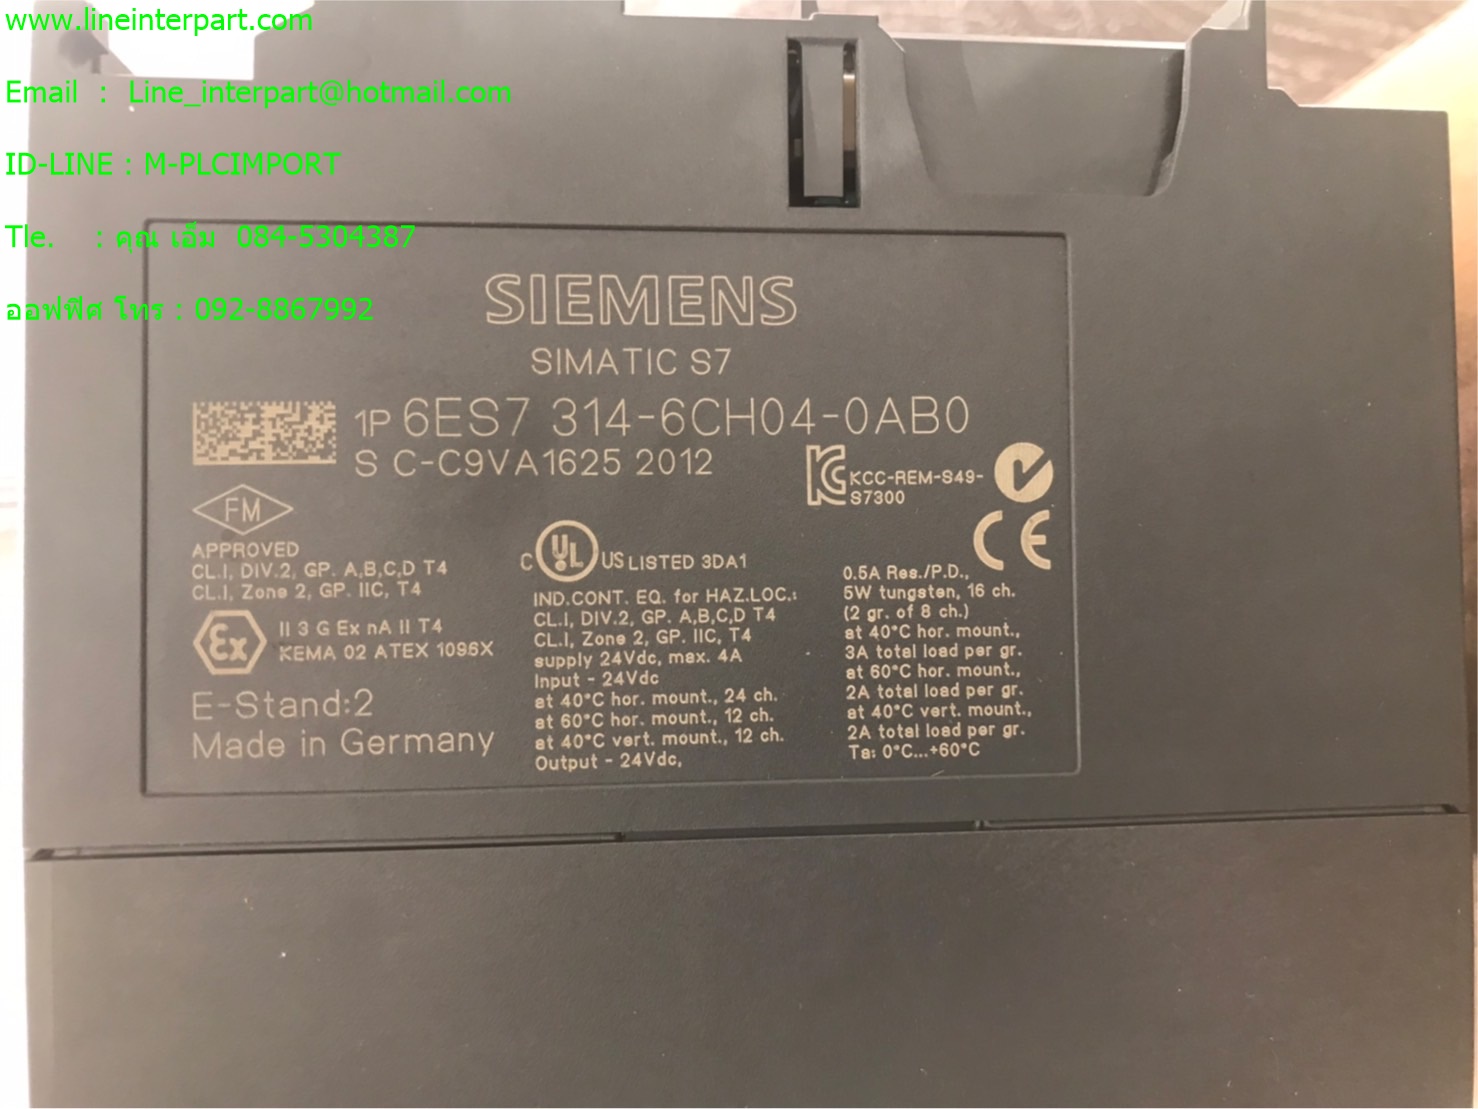 www.lineinterpart.com
Email : Line_interpart@hotmail.com
ID-LINE : M-PLCIMPORT
Tle. : คุณ เอ็ม 084-5304387
ออฟฟิศ โทร : 092-8867992
SIEMENS
SIMATIC S7
1P 6ES7 314-6CH04-0AB0
S C-C9VA1625 2012
KCC-REM-S49-
S7300
FM
APPROVED
CL.I, DIV.2, GP. A,B,C,D T4
CL.I, Zone 2, GP. IIC, T4
Ex
II 3 G Ex nA II T4
KEMA 02 ATEX 1096X
E-Stand:2
Made in Germany
C UL US LISTED 3DA1
IND.CONT. EQ. for HAZ.LOC.:
CL.I, DIV.2, GP. A,B,C,D T4
CL.I, Zone 2, GP. IIC, T4
supply 24Vdc, max. 4A
Input - 24Vdc
at 40°C hor. mount., 24 ch.
at 60°C hor. mount., 12 ch.
at 40°C vert. mount., 12 ch.
Output - 24Vdc,
CE
0.5A Res./P.D.,
5W tungsten, 16 ch.
(2 gr. of 8 ch.)
at 40°C hor. mount.,
3A total load per gr.
at 60°C hor. mount.,
2A total load per gr.
at 40°C vert. mount.,
2A total load per gr.
Ta: 0°C...+60°C